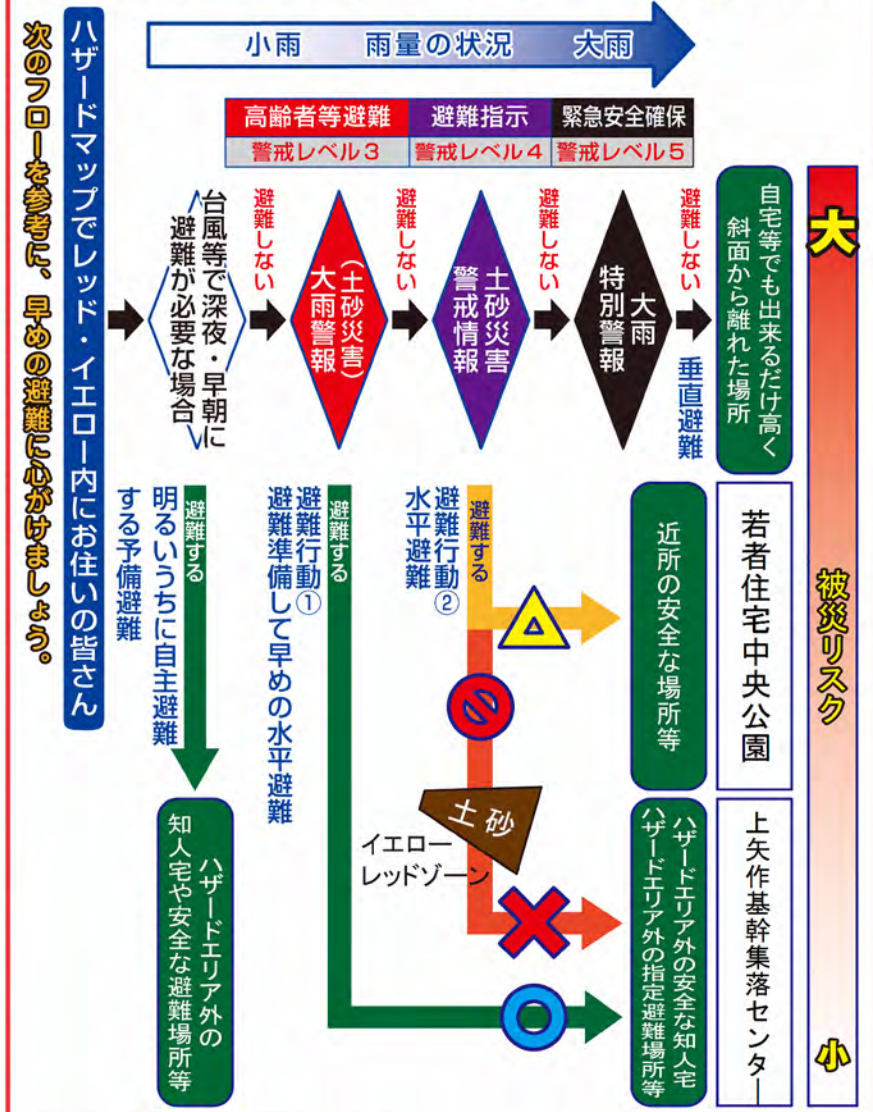 次のフローを参考に、早めの避難に心がけましょう。
ハザードマップでレッド・イエロー内にお住いの皆さん
小雨 雨量の状況 大雨
高齢者等避難 避難指示 緊急安全確保
警戒レベル3 警戒レベル4 警戒レベル5
台風等で深夜・早朝に
避難が必要な場合
避難しない
(土砂災害)
大雨警報
避難しない
土砂災害
警戒情報
避難しない
大雨
特別警報
避難しない
垂直避難
自宅等でも出来るだけ高く
斜面から離れた場所
避難する
明るいうちに自主避難
する予備避難
ハザードエリア外の
知人宅や安全な避難場所等
避難する
避難行動①
避難準備して早めの水平避難
避難する
避難行動②
水平避難
土砂
イエロー
レッドゾーン
近所の安全な場所等
若者住宅中央公園
ハザードエリア外の安全な知人宅
ハザードエリア外の指定避難場所等
上矢作基幹集落センター
大
被災リスク
小